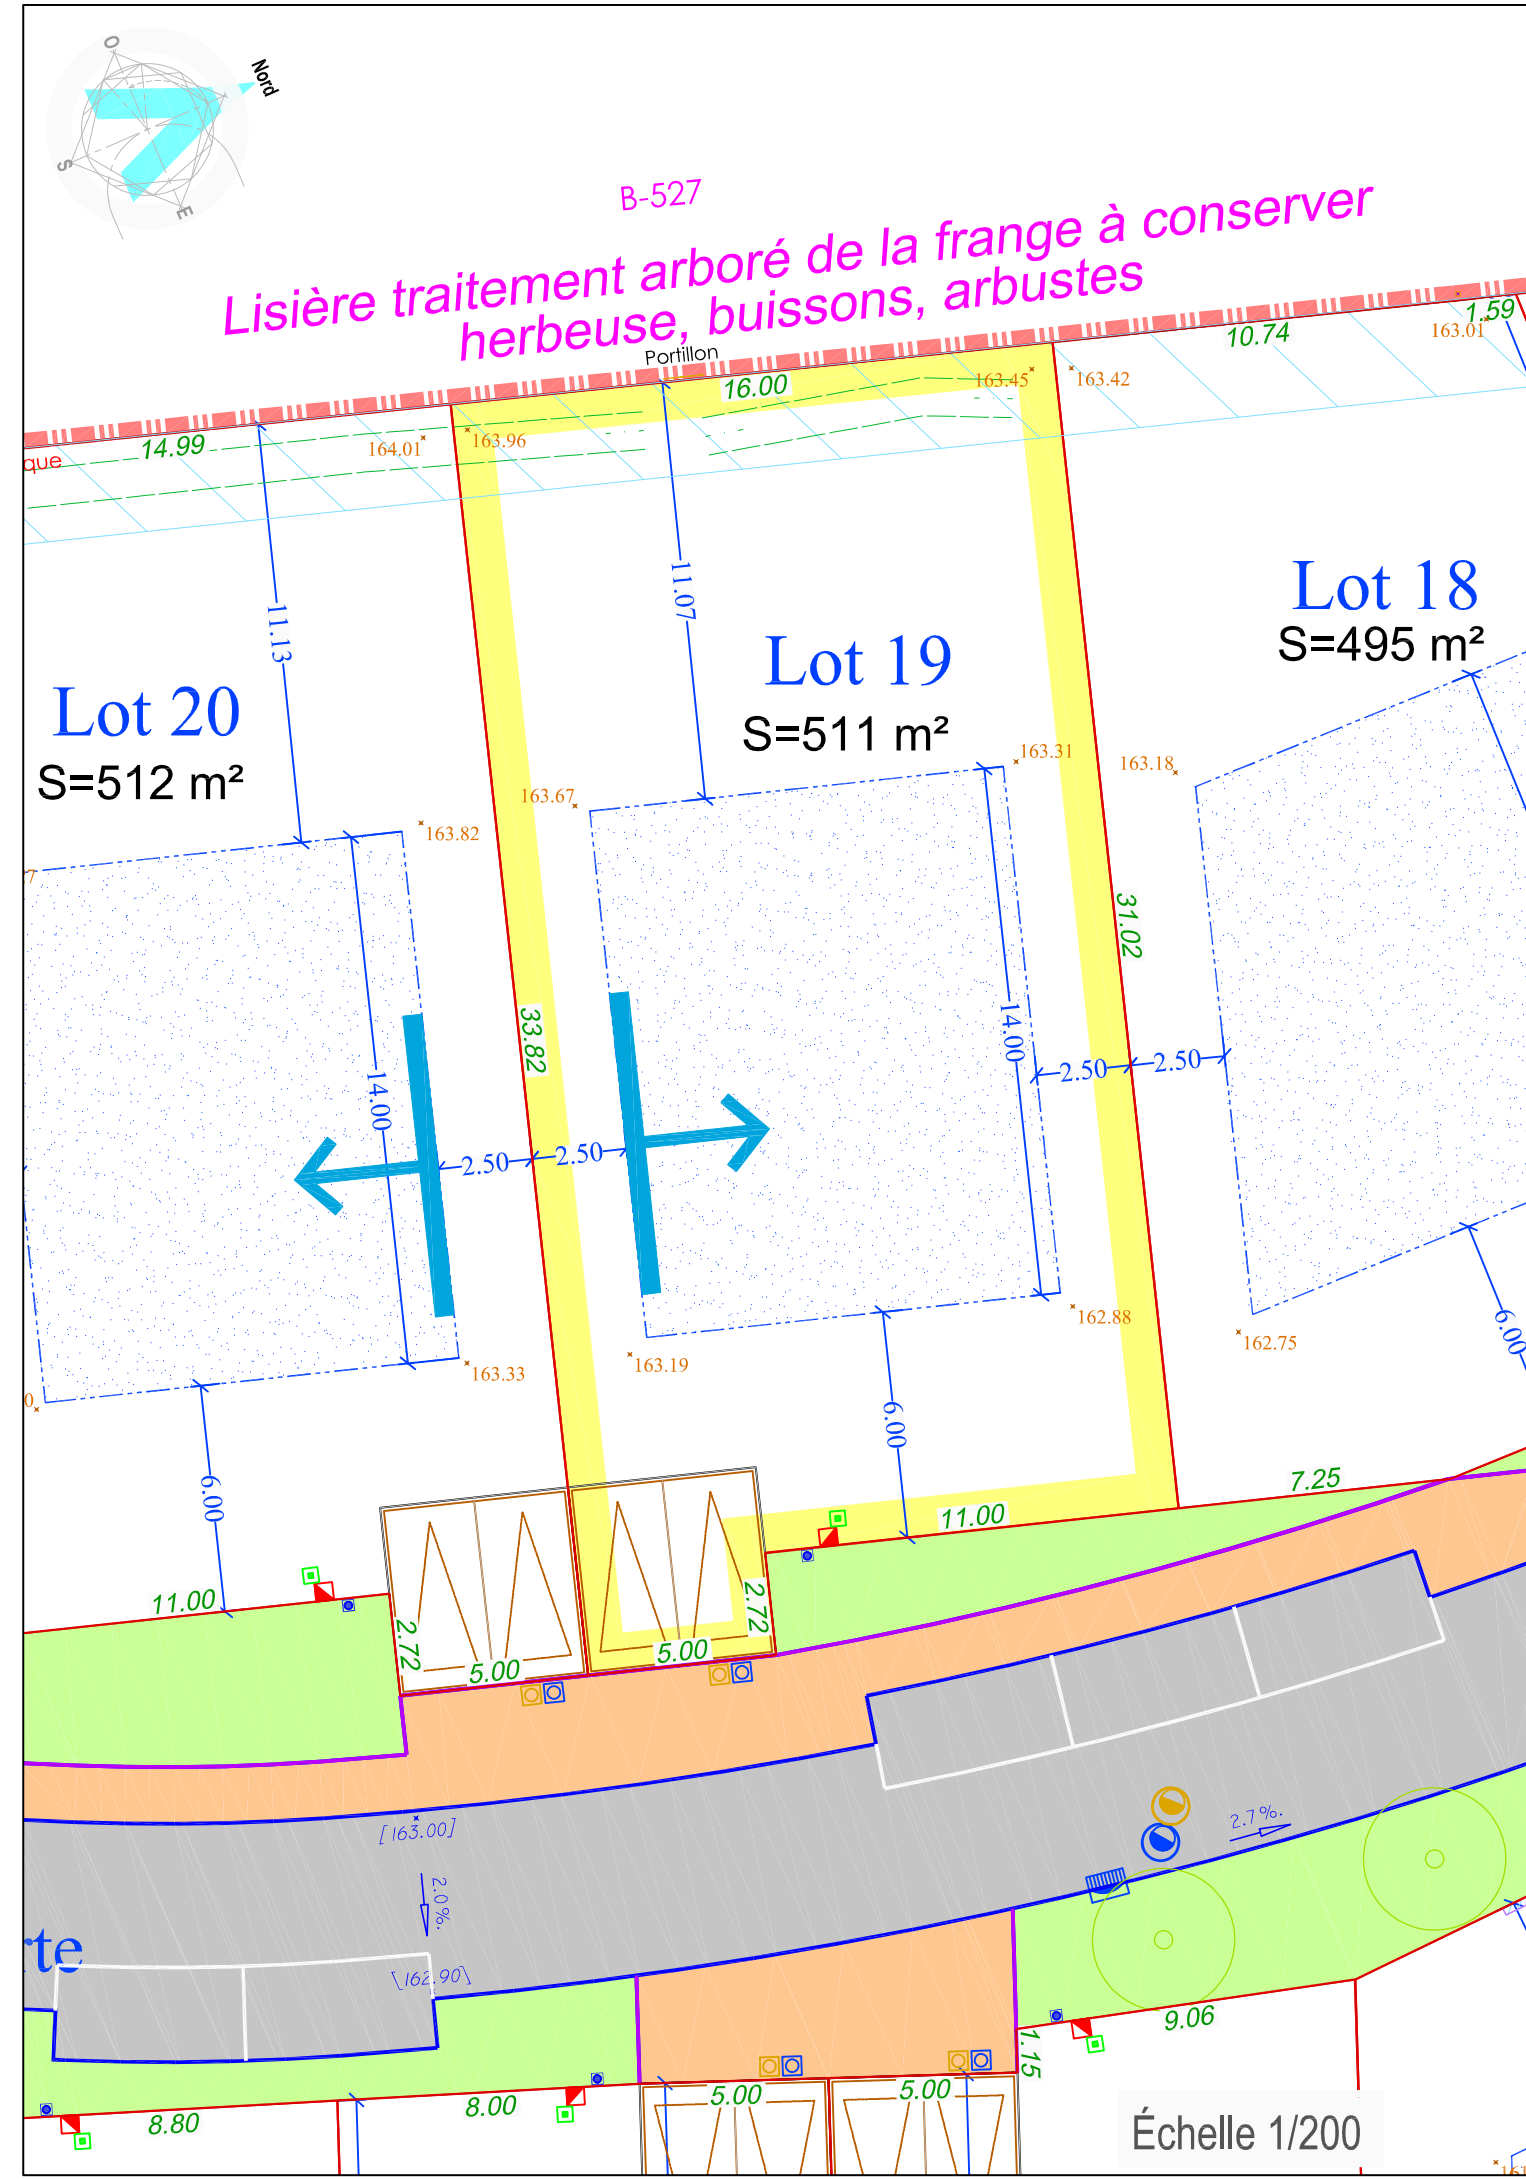 O
Nord
S
E
B-527
Lisière traitement arboré de la frange à conserver
herbeuse, buissons, arbustes
Portillon
16.00
10.74
1.59
163.01
163.45
163.42
14.99
164.01
163.96
que
11.13
11.07
Lot 18
S=495 m²
Lot 19
S=511 m²
Lot 20
S=512 m²
163.67
163.31
163.18
163.82
31.02
33.82
14.00
14.00
2.50
2.50
2.50
2.50
163.33
163.19
162.88
162.75
6.00
6.00
6.00
11.00
7.25
11.00
2.72
5.00
2.72
5.00
[163.00]
2.0%.
2.7%.
[162.90]
rte
9.06
1.15
8.80
8.00
5.00
5.00
Échelle 1/200